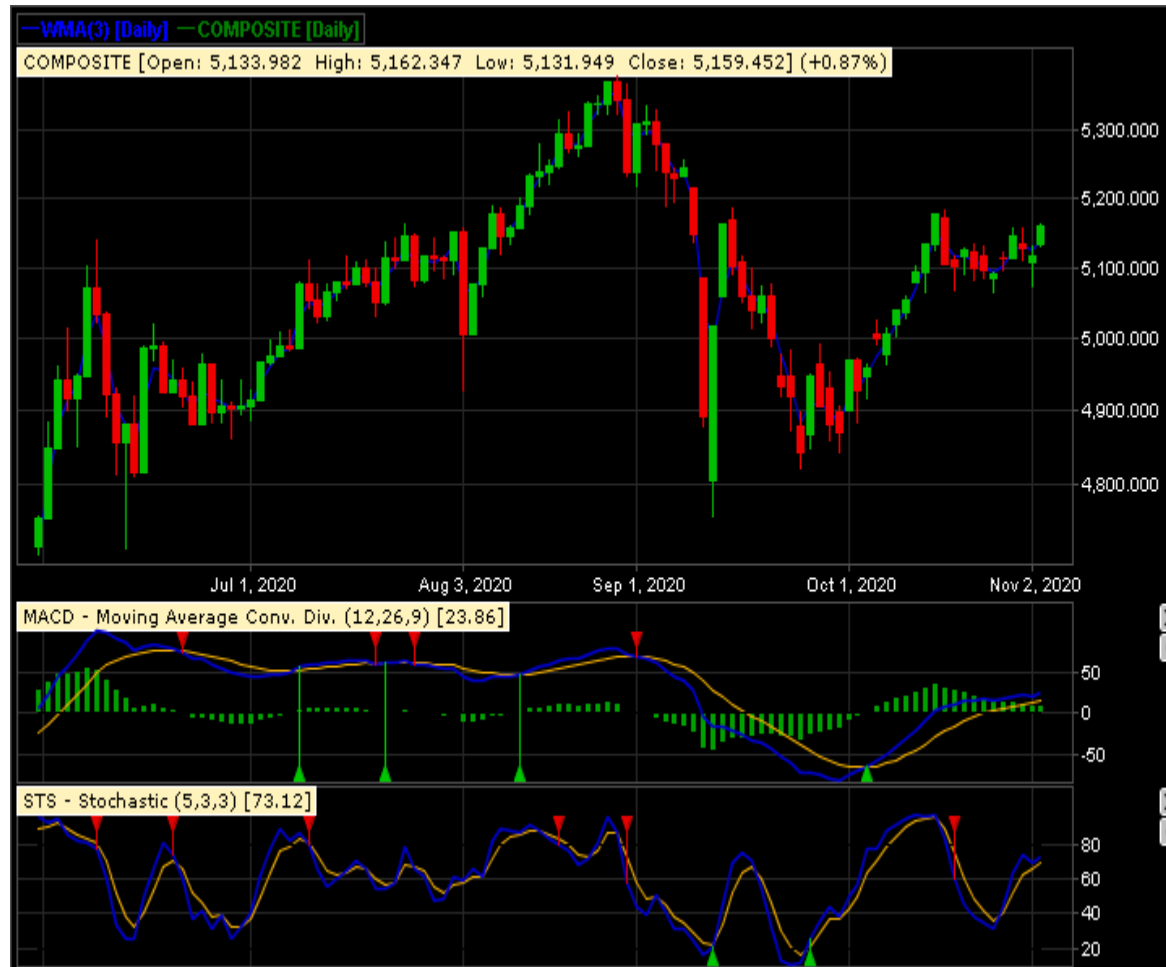 WMA(3) [Daily] COMPOSITE [Daily]
COMPOSITE [Open: 5,133.982 High: 5,162.347 Low: 5,131.949 Close: 5,159.452] (+0.87%)
5,300.000
5,200.000
5,100.000
5,000.000
4,900.000
4,800.000
Jul 1, 2020 Aug 3, 2020 Sep 1, 2020 Oct 1, 2020 Nov 2, 2020
MACD - Moving Average Conv. Div. (12,26,9) [23.86]
50
0
-50
STS - Stochastic (5,3,3) [73.12]
80
60
40
20